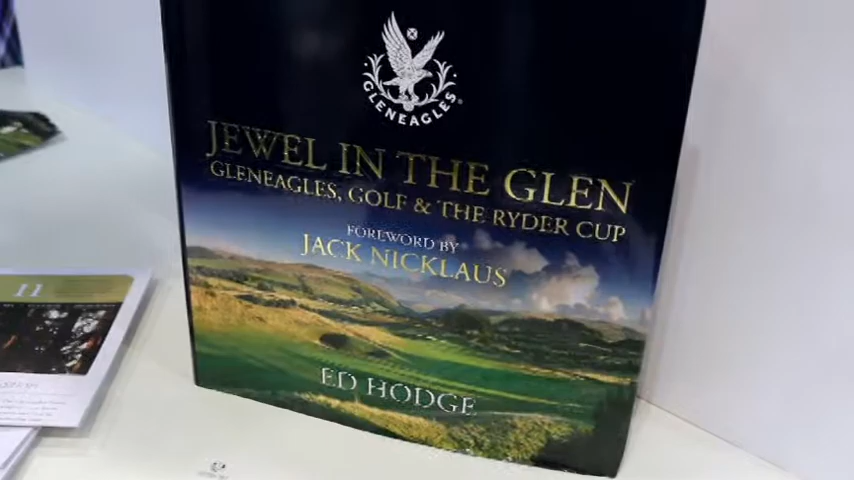 GLENEAGLES
JEWEL IN THE GLEN
GLENEAGLES, GOLF & THE RYDER CUP
FOREWORD BY
JACK NICKLAUS
ED HODGE
11